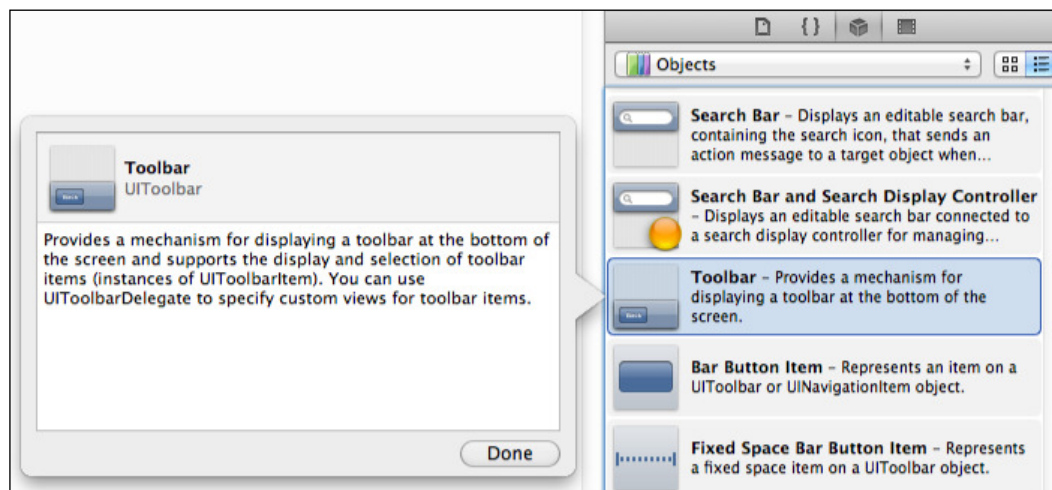 Objects
Search Bar – Displays an editable search bar,
containing the search icon, that sends an
action message to a target object when...
Search Bar and Search Display Controller
– Displays an editable search bar connected to
a search display controller for managing...
Toolbar – Provides a mechanism for
displaying a toolbar at the bottom of the
screen.
Bar Button Item – Represents an item on a
UIToolbar or UINavigationItem object.
Fixed Space Bar Button Item – Represents
a fixed space item on a UIToolbar object.
Toolbar
UIToolbar
Provides a mechanism for displaying a toolbar at the bottom of
the screen and supports the display and selection of toolbar
items (instances of UIToolbarItem). You can use
UIToolbarDelegate to specify custom views for toolbar items.
Done